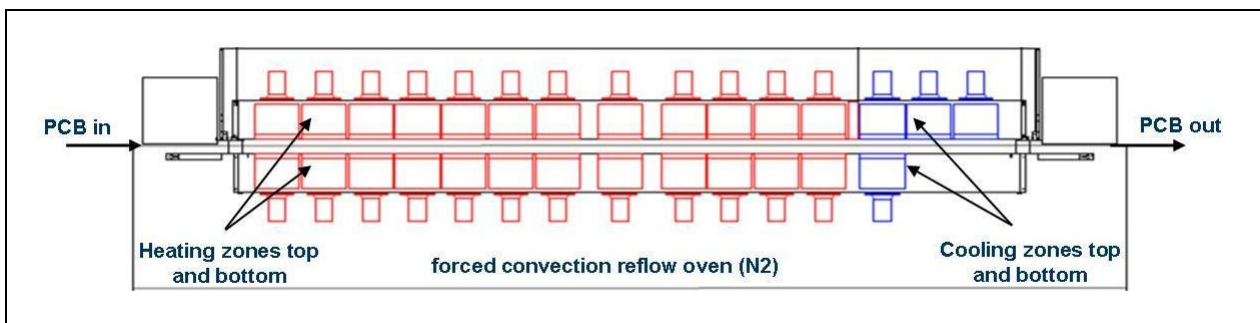 PCB in
PCB out
Heating zones top
and bottom
forced convection reflow oven (N2)
Cooling zones top
and bottom